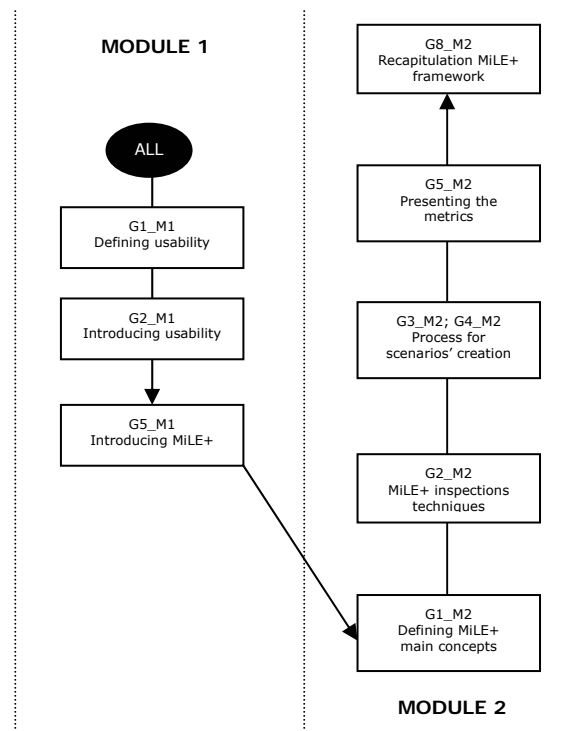 MODULE 1
ALL
G1_M1
Defining usability
G2_M1
Introducing usability
G5_M1
Introducing MiLE+
G8_M2
Recapitulation MiLE+
framework
G5_M2
Presenting the
metrics
G3_M2; G4_M2
Process for
scenarios' creation
G2_M2
MiLE+ inspections
techniques
G1_M2
Defining MiLE+
main concepts
MODULE 2